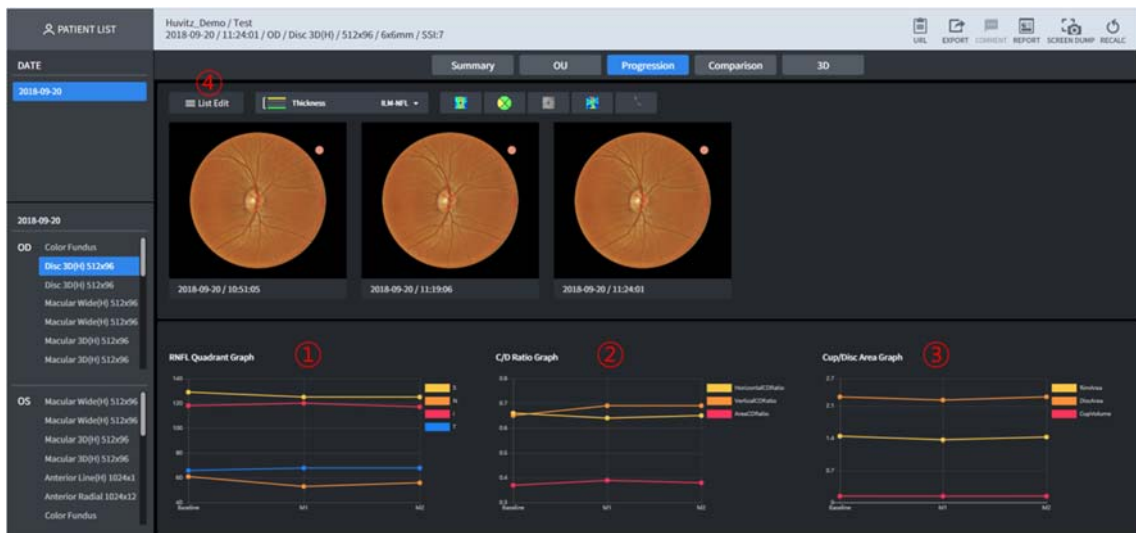 PATIENT LIST
Huvitz_Demo / Test
2018-09-20 / 11:24:01 / OD / Disc 3D(H) / 512x96 / 6x6mm / SSI:7
URL EXPORT COMMENT REPORT SCREEN DUMP RECALC
DATE
2018-09-20
Summary OU Progression Comparison 3D
④
List Edit Thickness ILM-NFL
2018-09-20 / 10:51:05 2018-09-20 / 11:19:06 2018-09-20 / 11:24:01
2018-09-20
OD Color Fundus
Disc 3D(H) 512x96
Disc 3D(H) 512x96
Macular Wide(H) 512x96
Macular Wide(H) 512x96
Macular 3D(H) 512x96
Macular 3D(H) 512x96
OS Macular Wide(H) 512x96
Macular Wide(H) 512x96
Macular 3D(H) 512x96
Macular 3D(H) 512x96
Anterior Line(H) 1024x1
Anterior Radial 1024x12
Color Fundus
RNFL Quadrant Graph ①
140
120
100
80
60
40
Baseline M1 M2
S
N
I
T
C/D Ratio Graph ②
0.8
0.7
0.6
0.5
0.4
0.3
Baseline M1 M2
HorizontalCDRatio
VerticalCDRatio
AreaCDRatio
Cup/Disc Area Graph ③
2.7
2.1
1.4
0.7
0
Baseline M1 M2
RimArea
DiscArea
CupVolume